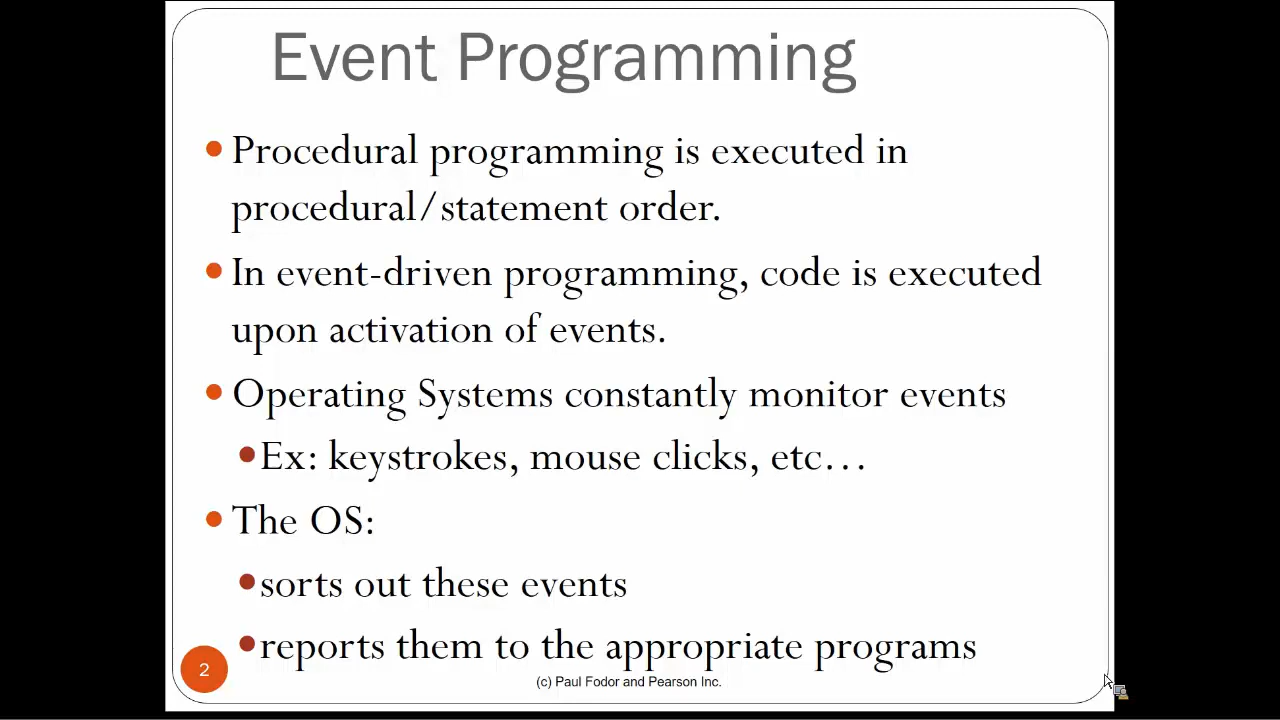 Event Programming
Procedural programming is executed in
procedural/statement order.
In event-driven programming, code is executed
upon activation of events.
Operating Systems constantly monitor events
Ex: keystrokes, mouse clicks, etc…
The OS:
sorts out these events
reports them to the appropriate programs
2
(c) Paul Fodor and Pearson Inc.